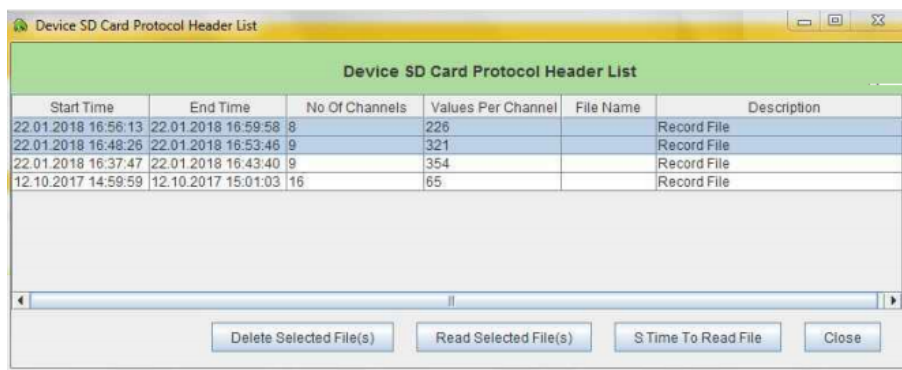 Device SD Card Protocol Header List
Device SD Card Protocol Header List
Start Time End Time No Of Channels Values Per Channel File Name Description
22.01.2018 16:56:13 22.01.2018 16:59:58 8 226 Record File
22.01.2018 16:48:26 22.01.2018 16:53:46 9 321 Record File
22.01.2018 16:37:47 22.01.2018 16:43:40 9 354 Record File
12.10.2017 14:59:59 12.10.2017 15:01:03 16 65 Record File
Delete Selected File(s) Read Selected File(s) S.Time To Read File Close